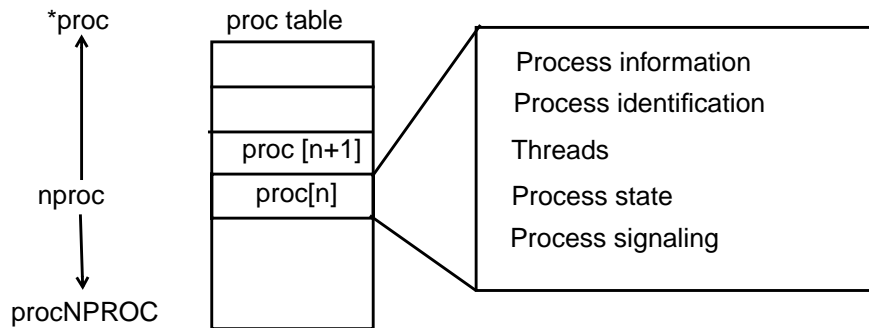 *proc
proc table
proc [n+1]
proc[n]
nproc
procNPROC
Process information
Process identification
Threads
Process state
Process signaling